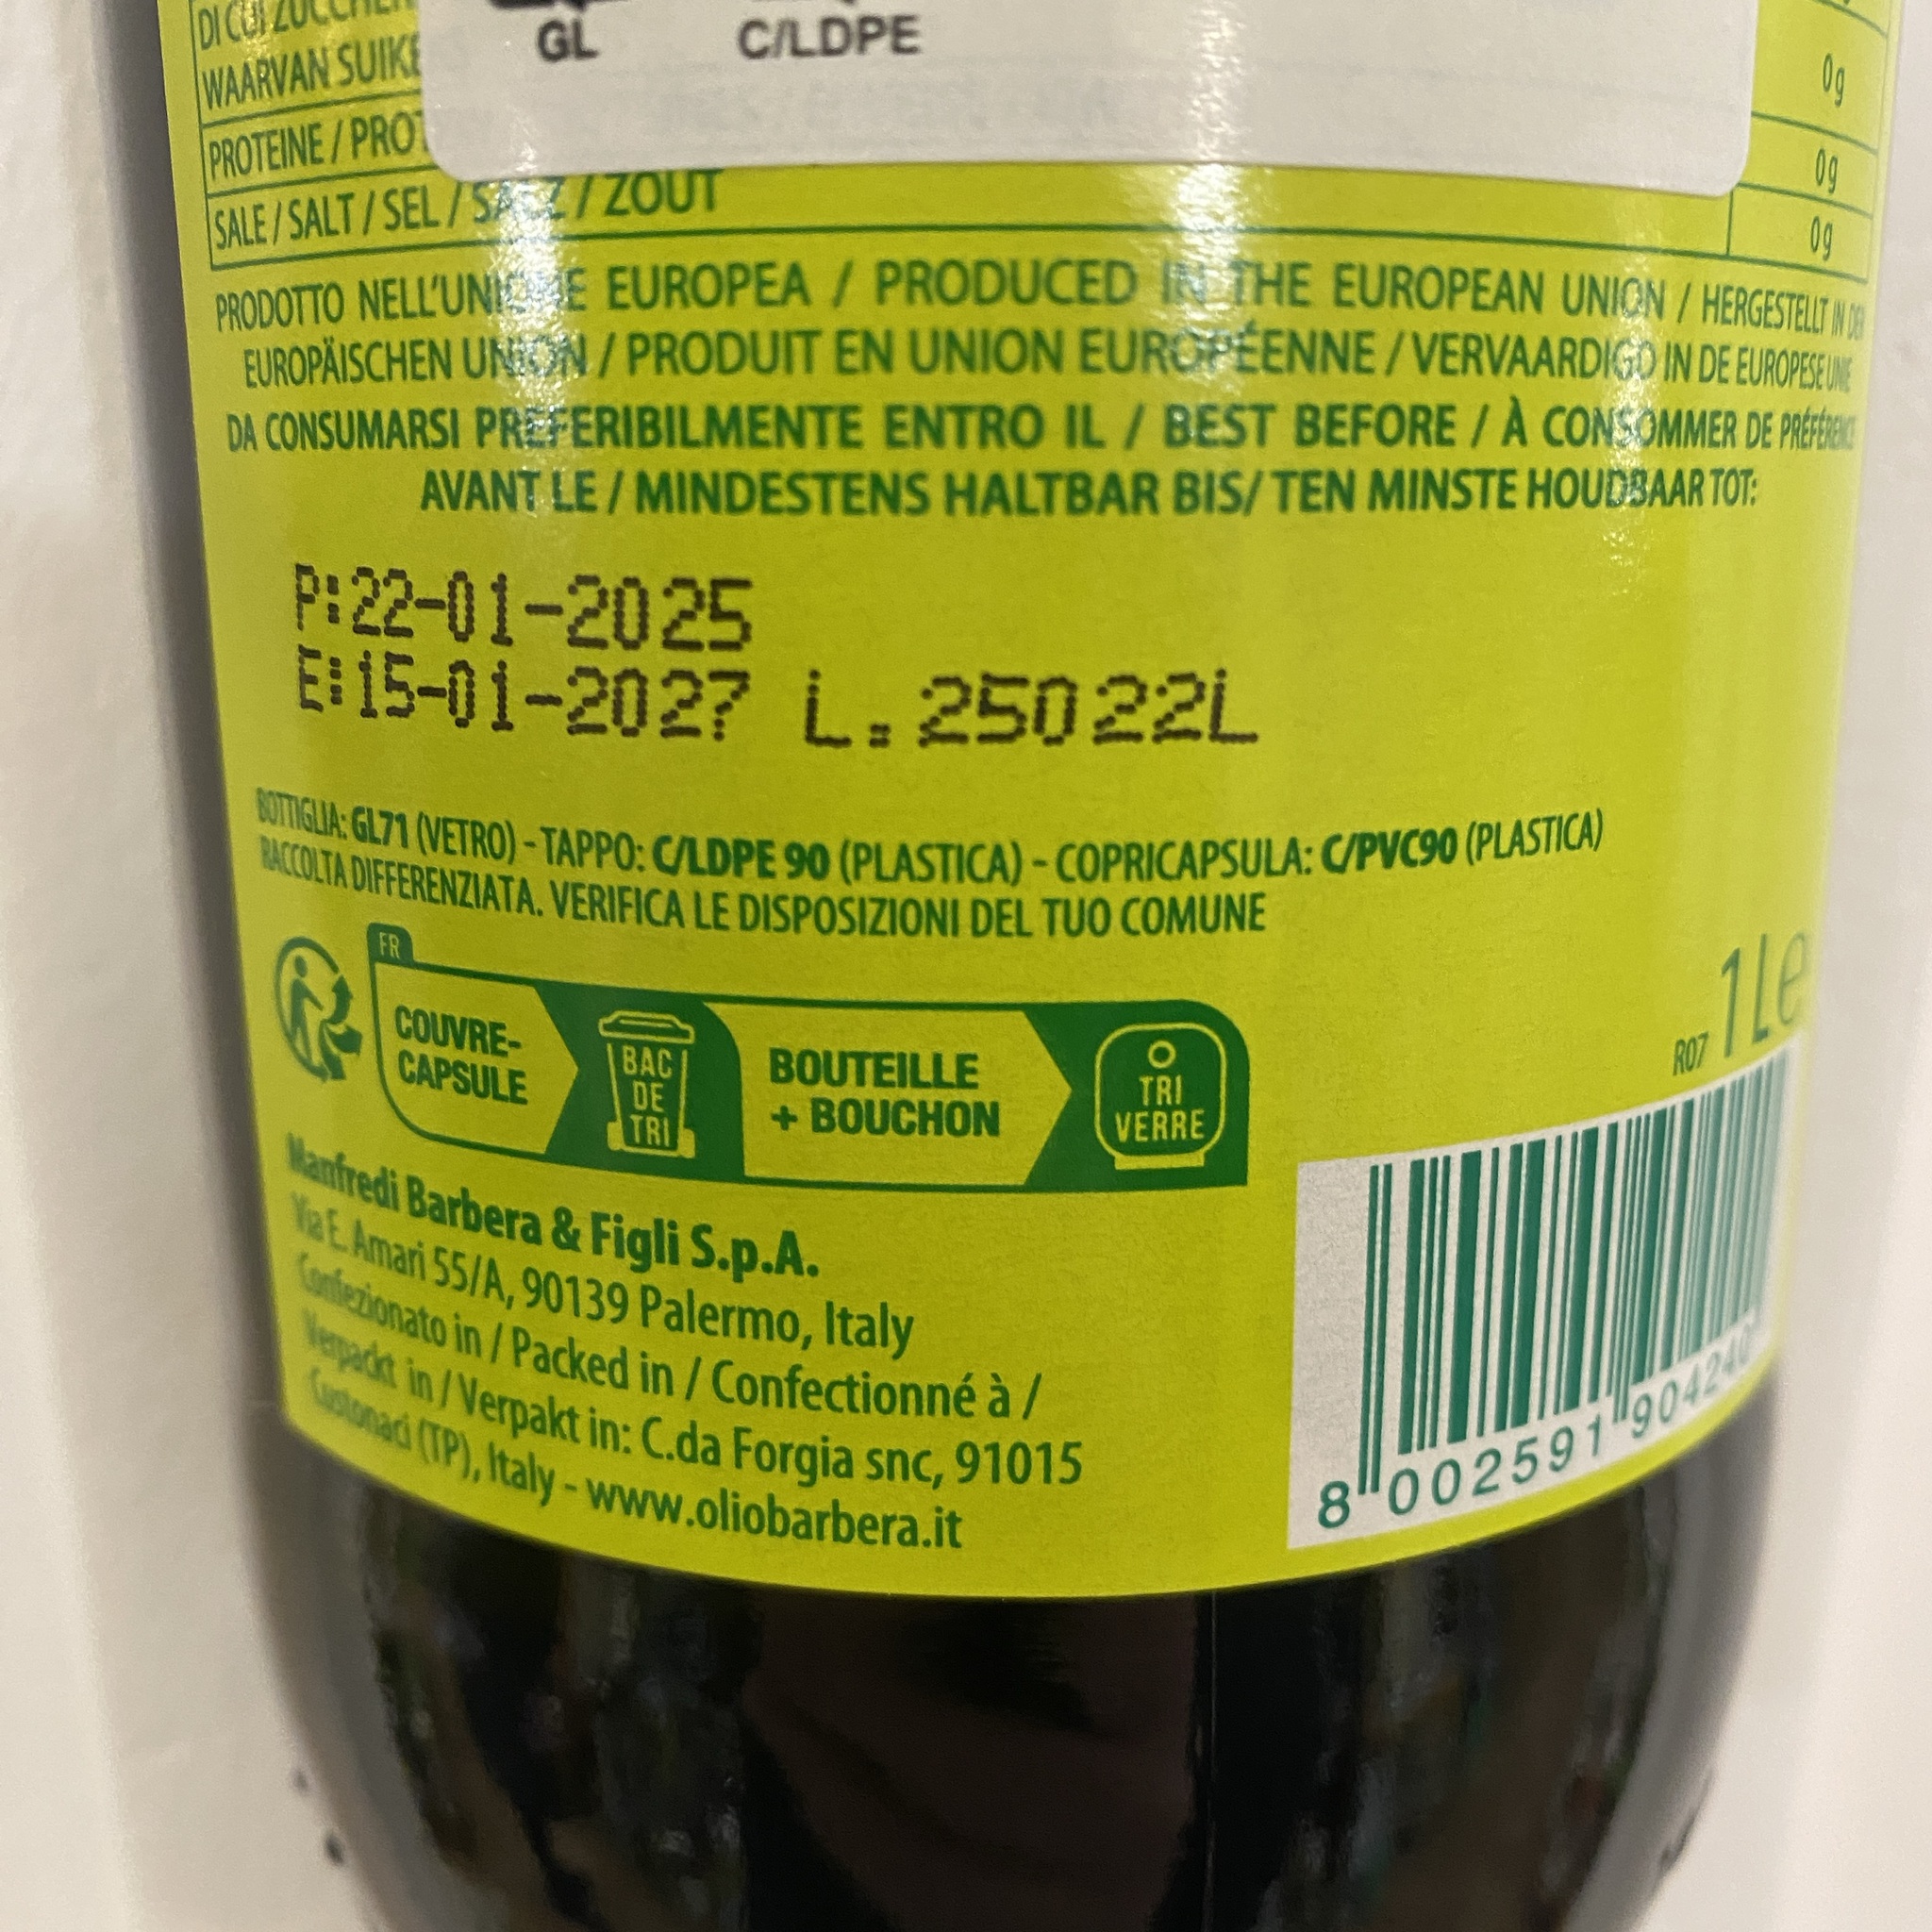 GL C/LDPE
DI CUI ZUCCHERI
WAARVAN SUIKE
0g
PROTEINE / PROT
0g
SALE / SALT / SEL / SALZ / ZOUT
0g
PRODOTTO NELL'UNIONE EUROPEA / PRODUCED IN THE EUROPEAN UNION / HERGESTELLT IN DER
EUROPÄISCHEN UNION / PRODUIT EN UNION EUROPÉENNE / VERVAARDIGD IN DE EUROPESE UNIE
DA CONSUMARSI PREFERIBILMENTE ENTRO IL / BEST BEFORE / À CONSOMMER DE PRÉFÉRENCE
AVANT LE / MINDESTENS HALTBAR BIS/ TEN MINSTE HOUDBAAR TOT:
P:22-01-2025
E:15-01-2027 L.25022L
BOTTIGLIA: GL71 (VETRO) - TAPPO: C/LDPE 90 (PLASTICA) - COPRICAPSULA: C/PVC90 (PLASTICA)
RACCOLTA DIFFERENZIATA. VERIFICA LE DISPOSIZIONI DEL TUO COMUNE
FR
COUVRE-
CAPSULE
BAC
DE
TRI
BOUTEILLE
+ BOUCHON
TRI
VERRE
R07 1 L e
Manfredi Barbera & Figli S.p.A.
Via E. Amari 55/A, 90139 Palermo, Italy
Confezionato in / Packed in / Confectionné à /
Verpackt in / Verpakt in: C.da Forgia snc, 91015
Custonaci (TP), Italy - www.oliobarbera.it
8 002591 904240